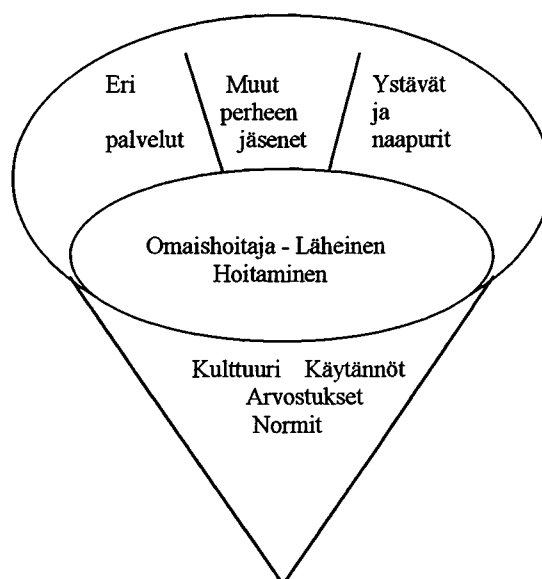 Eri
palvelut
Muut
perheen
jäsenet
Ystävät
ja
naapurit
Omaishoitaja - Läheinen
Hoitaminen
Kulttuuri Käytännöt
Arvostukset
Normit